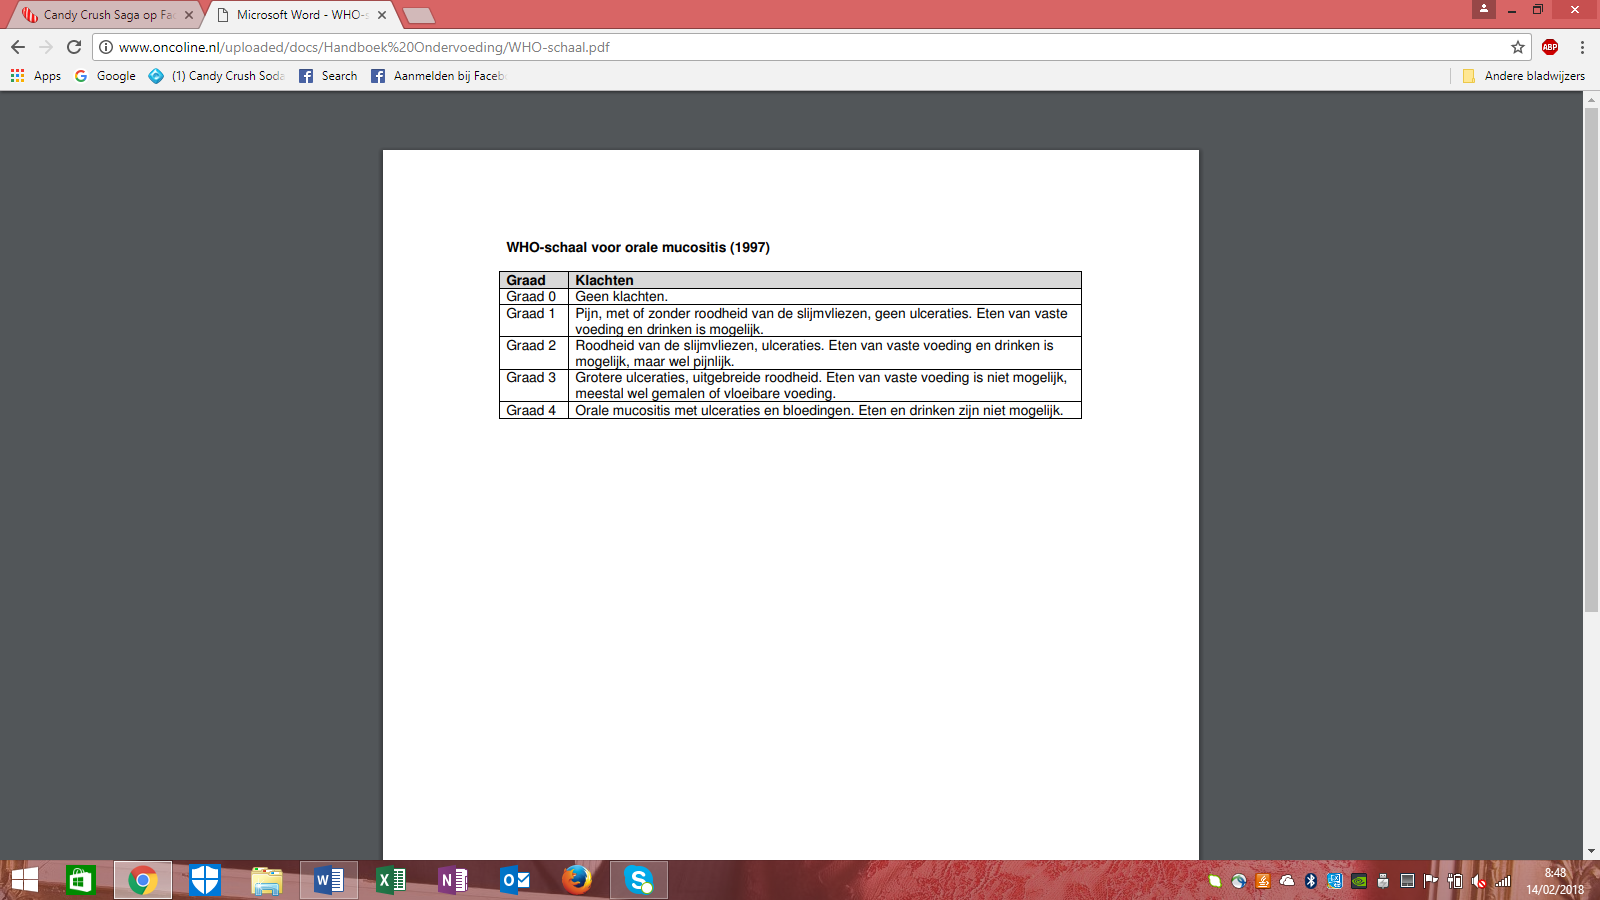 Candy Crush Saga op Fac
Microsoft Word - WHO-s
www.oncoline.nl/uploaded/docs/Handboek%20Ondervoeding/WHO-schaal.pdf
ABP
Apps Google (1) Candy Crush Soda Search Aanmelden bij Faceb Andere bladwijzers
WHO-schaal voor orale mucositis (1997)
Graad Klachten
Graad 0 Geen klachten.
Graad 1 Pijn, met of zonder roodheid van de slijmvliezen, geen ulceraties. Eten van vaste
voeding en drinken is mogelijk.
Graad 2 Roodheid van de slijmvliezen, ulceraties. Eten van vaste voeding en drinken is
mogelijk, maar wel pijnlijk.
Graad 3 Grotere ulceraties, uitgebreide roodheid. Eten van vaste voeding is niet mogelijk,
meestal wel gemalen of vloeibare voeding.
Graad 4 Orale mucositis met ulceraties en bloedingen. Eten en drinken zijn niet mogelijk.
8:48
14/02/2018